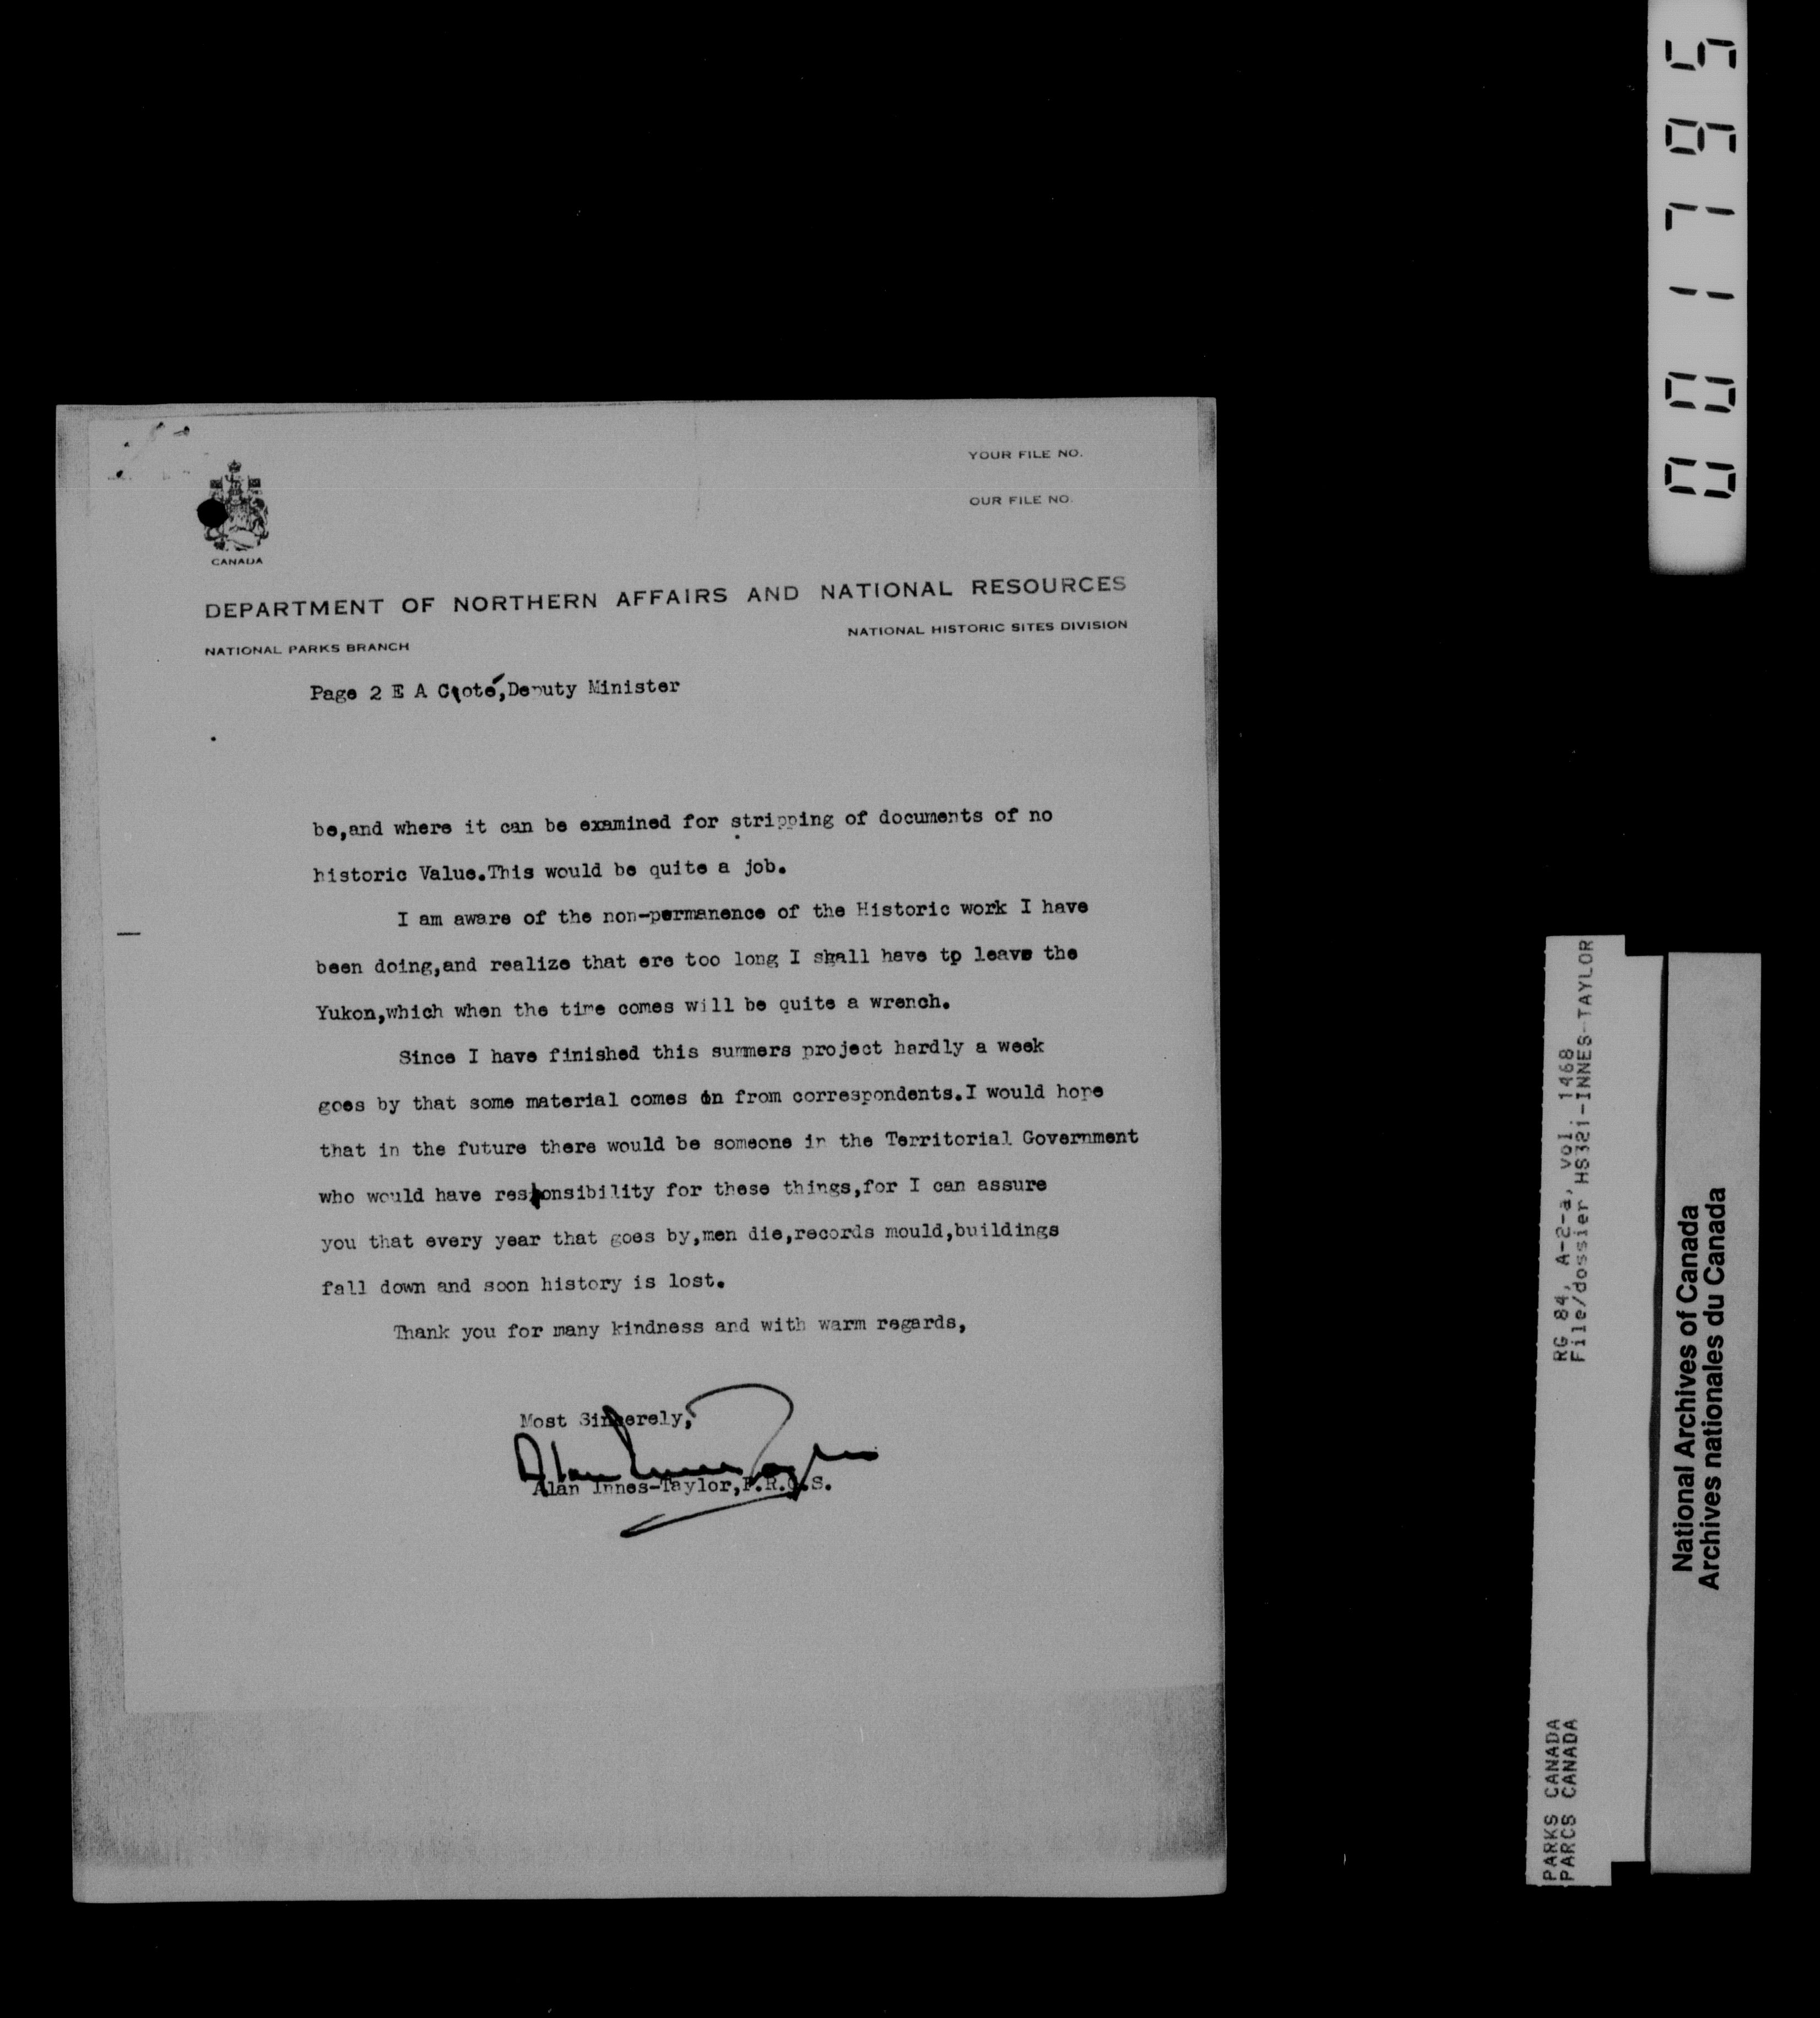 YOUR FILE NO.
OUR FILE NO.
CANADA
DEPARTMENT OF NORTHERN AFFAIRS AND NATIONAL RESOURCES
NATIONAL PARKS BRANCH
NATIONAL HISTORIC SITES DIVISION
Page 2 E A Coté,Deputy Minister
be,and where it can be examined for stripping of documents of no
historic Value.This would be quite a job.
I am aware of the non-permanence of the Historic work I have
been doing,and realize that ere too long I shall have tp leave the
Yukon,which when the time comes will be quite a wrench.
Since I have finished this summers project hardly a week
goes by that some material comes in from correspondents.I would hope
that in the future there would be someone in the Territorial Government
who would have responsibility for these things,for I can assure
you that every year that goes by,men die,records mould,buildings
fall down and soon history is lost.
Thank you for many kindness and with warm regards,
Most Sincerely,
Alan Innes-Taylor
Alan Innes-Taylor,F.R.G.S.
001795
RG 84, A-2-a, vol. 1468
File/dossier HS321-INNES-TAYLOR
PARKS CANADA
PARCS CANADA
National Archives of Canada
Archives nationales du Canada